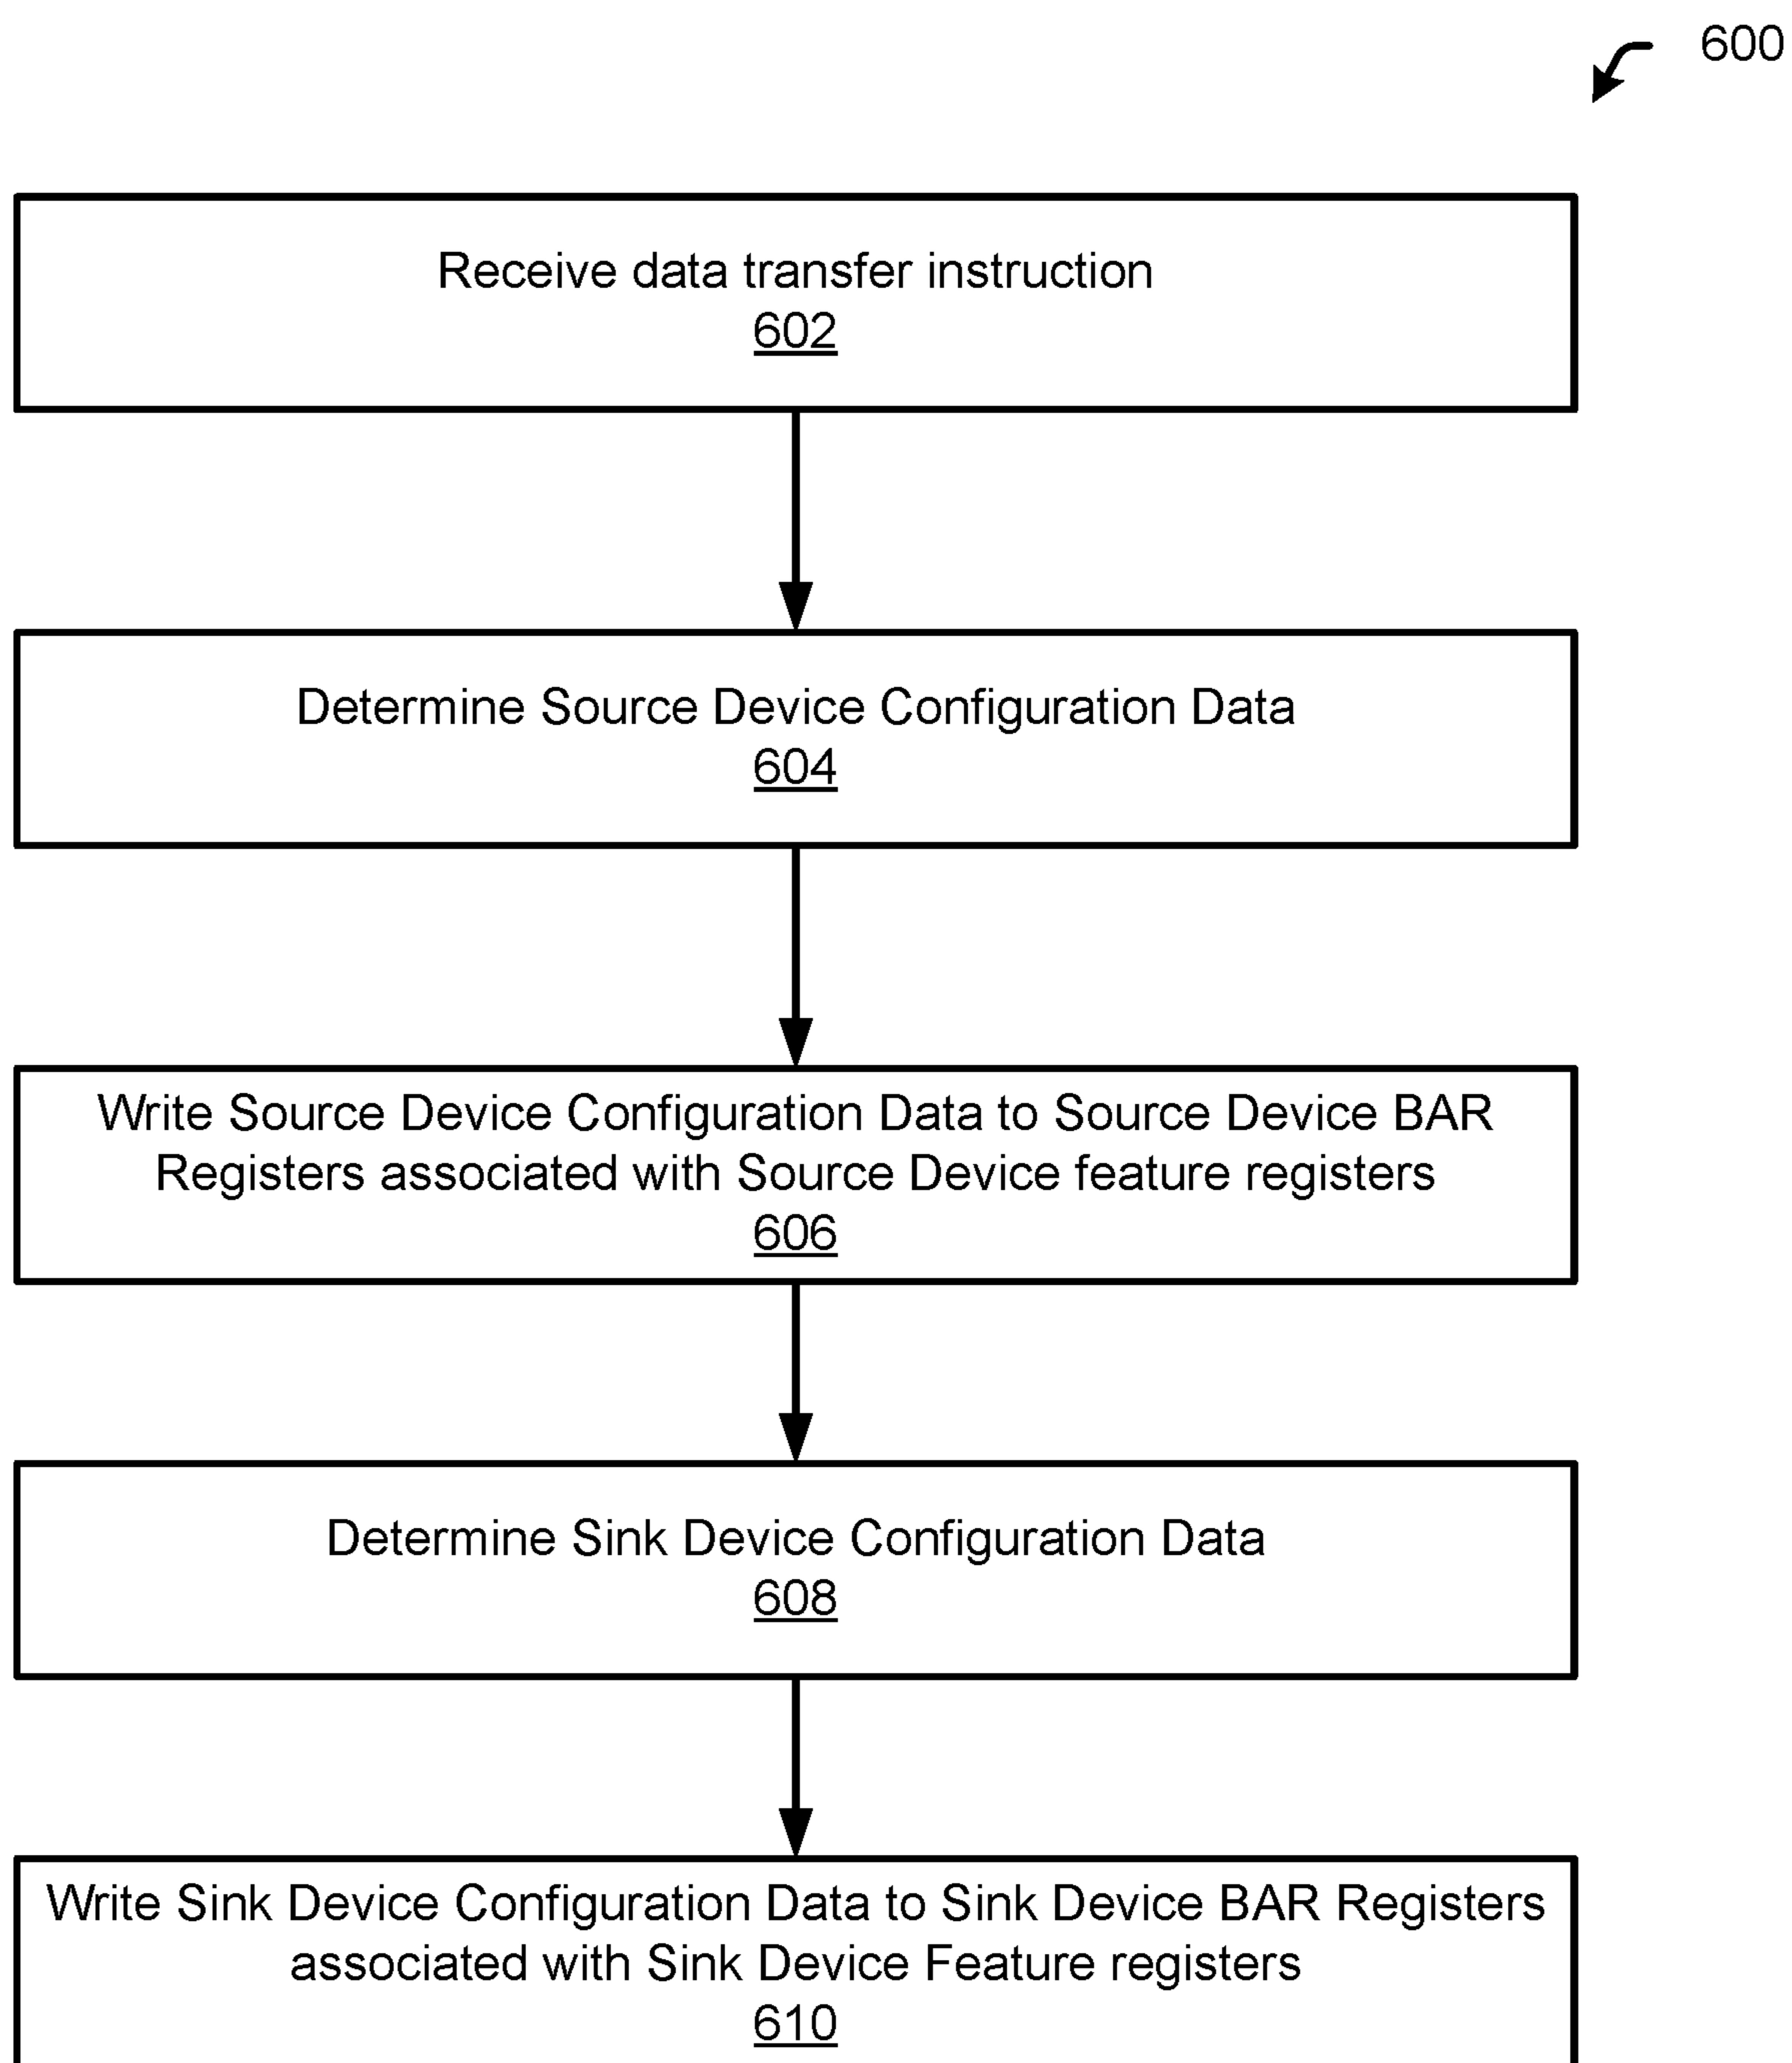 600
Receive data transfer instruction
602
Determine Source Device Configuration Data
604
Write Source Device Configuration Data to Source Device BAR
Registers associated with Source Device feature registers
606
Determine Sink Device Configuration Data
608
Write Sink Device Configuration Data to Sink Device BAR Registers
associated with Sink Device Feature registers
610